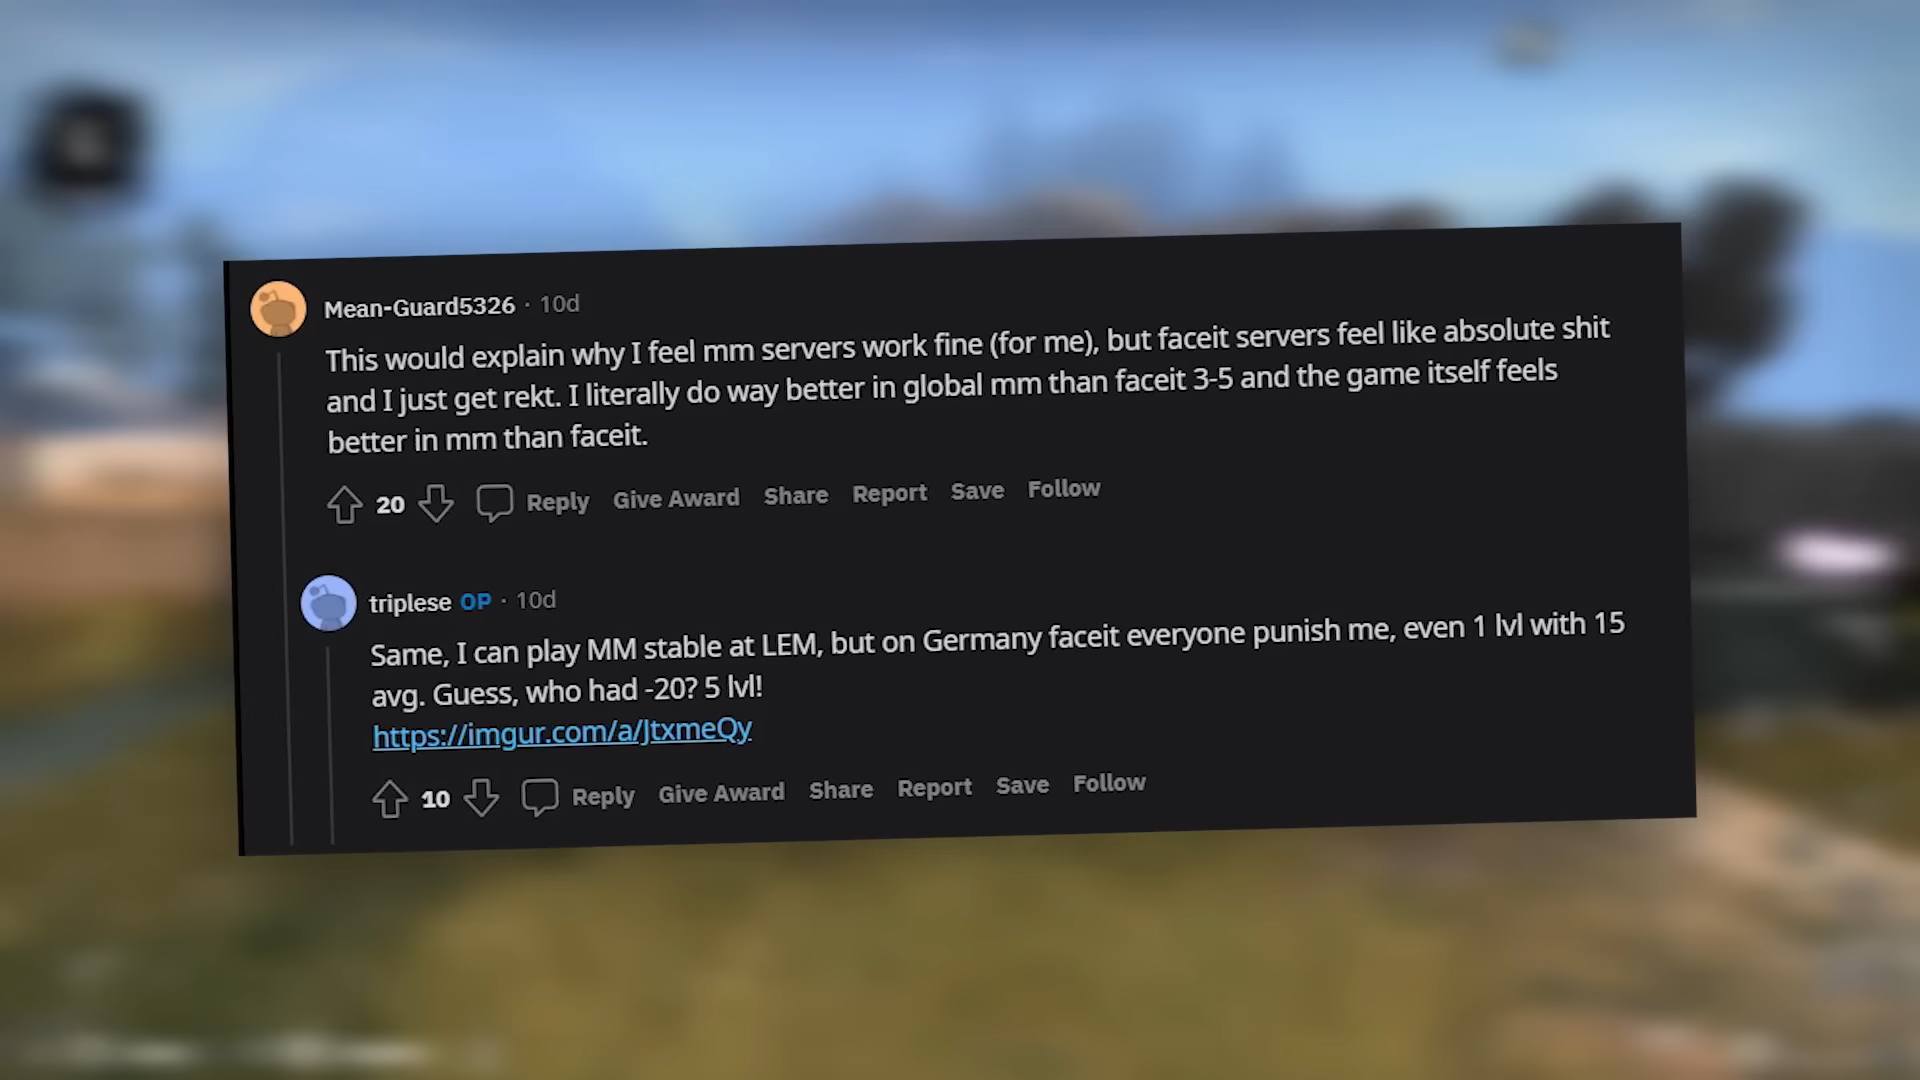 Mean-Guard5326 · 10d
This would explain why I feel mm servers work fine (for me), but faceit servers feel like absolute shit
and I just get rekt. I literally do way better in global mm than faceit 3-5 and the game itself feels
better in mm than faceit.
20 Reply Give Award Share Report Save Follow
triplese OP · 10d
Same, I can play MM stable at LEM, but on Germany faceit everyone punish me, even 1 lvl with 15
avg. Guess, who had -20? 5 lvl!
https://imgur.com/a/JtxmeQy
10 Reply Give Award Share Report Save Follow